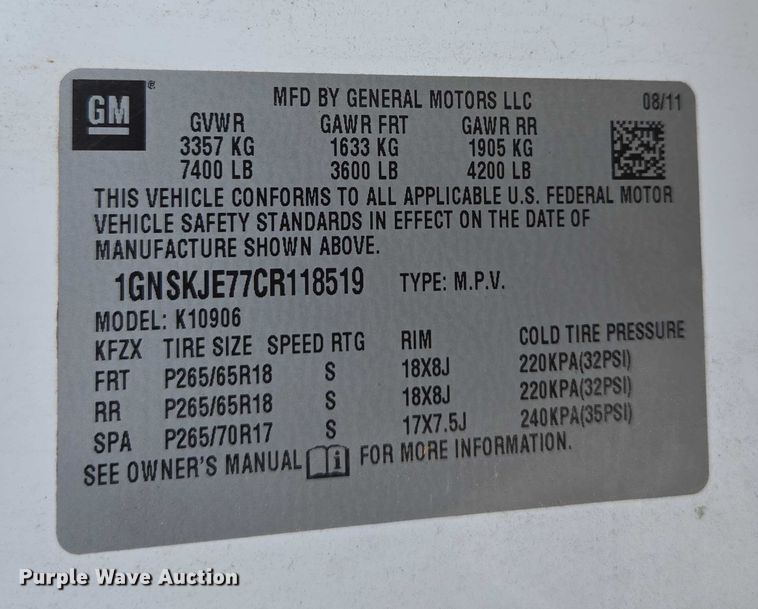 GM ®
MFD BY GENERAL MOTORS LLC 08/11
GVWR GAWR FRT GAWR RR
3357 KG 1633 KG 1905 KG
7400 LB 3600 LB 4200 LB
THIS VEHICLE CONFORMS TO ALL APPLICABLE U.S. FEDERAL MOTOR
VEHICLE SAFETY STANDARDS IN EFFECT ON THE DATE OF
MANUFACTURE SHOWN ABOVE.
1GNSKJE77CR118519 TYPE: M.P.V.
MODEL: K10906
KFZX TIRE SIZE SPEED RTG RIM COLD TIRE PRESSURE
FRT P265/65R18 S 18X8J 220KPA(32PSI)
RR P265/65R18 S 18X8J 220KPA(32PSI)
SPA P265/70R17 S 17X7.5J 240KPA(35PSI)
SEE OWNER'S MANUAL i FOR MORE INFORMATION.
Purple Wave Auction